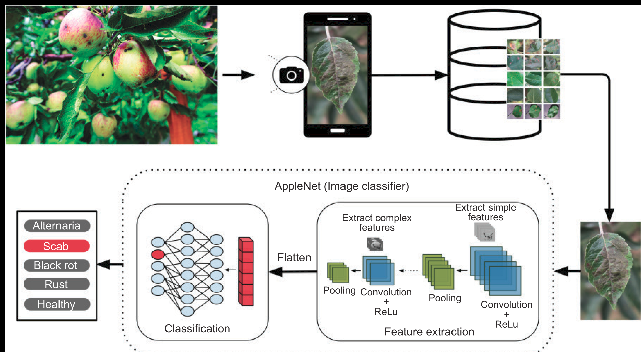 AppleNet (Image classifier)
Extract simple
features
Extract complex
features
Alternaria
Scab
Black rot
Rust
Healthy
Flatten
Pooling
Convolution
+
ReLu
Pooling
Convolution
+
ReLu
Classification
Feature extraction